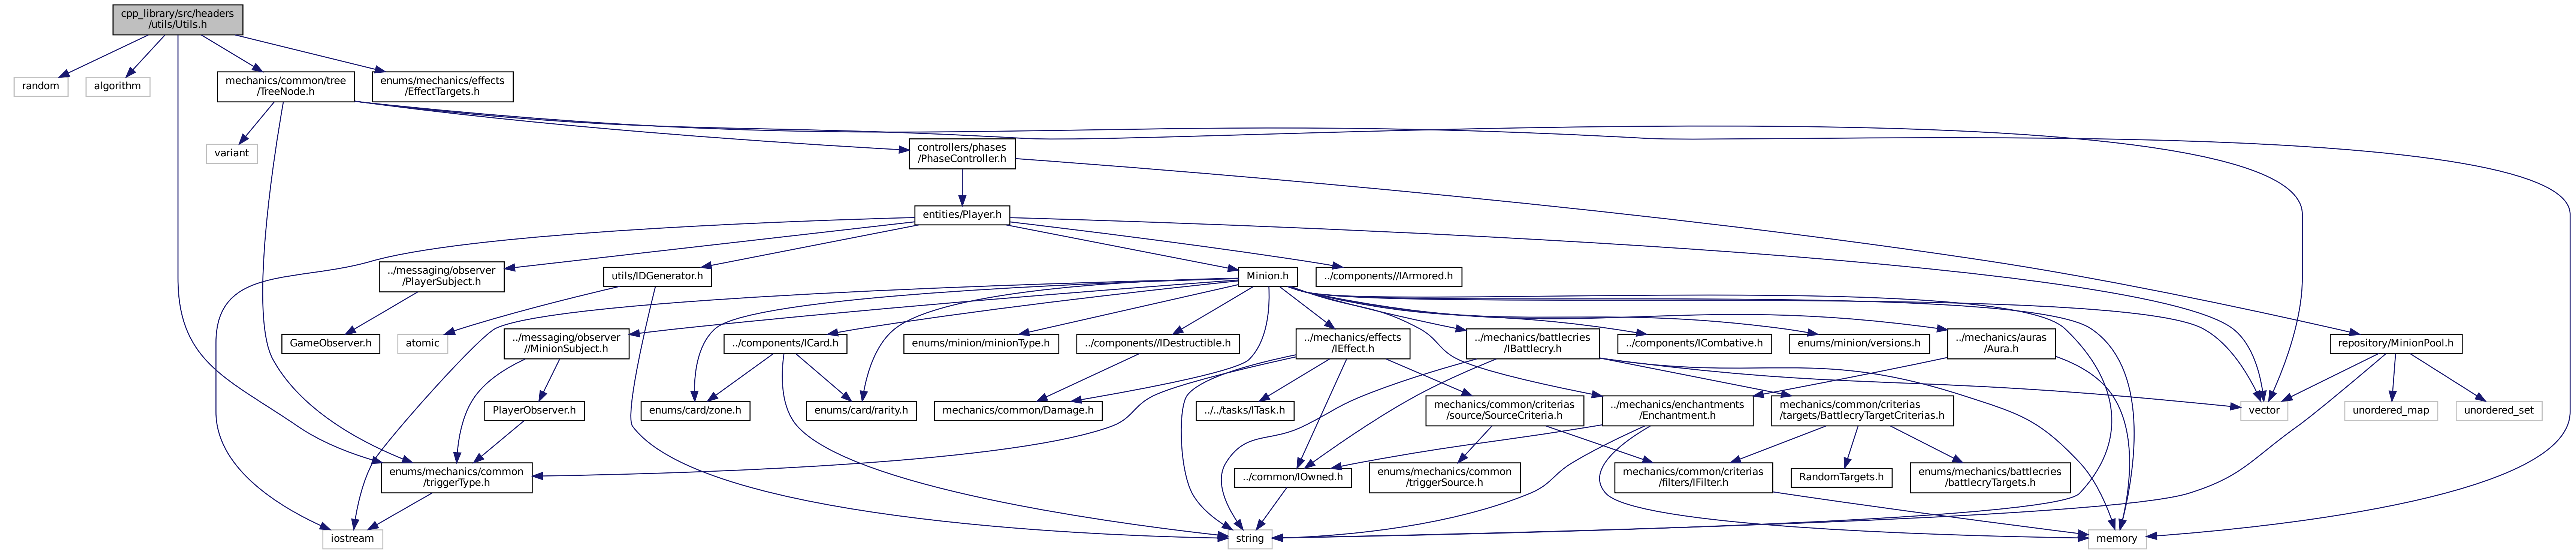 cpp_library/src/headers
/utils/Utils.h
random
algorithm
mechanics/common/tree
/TreeNode.h
enums/mechanics/effects
/EffectTargets.h
variant
controllers/phases
/PhaseController.h
entities/Player.h
../messaging/observer
/PlayerSubject.h
utils/IDGenerator.h
Minion.h
../components//IArmored.h
GameObserver.h
atomic
../messaging/observer
//MinionSubject.h
../components/ICard.h
enums/minion/minionType.h
../components//IDestructible.h
../mechanics/effects
/IEffect.h
../mechanics/battlecries
/IBattlecry.h
../components/ICombative.h
enums/minion/versions.h
../mechanics/auras
/Aura.h
repository/MinionPool.h
PlayerObserver.h
enums/card/zone.h
enums/card/rarity.h
mechanics/common/Damage.h
../../tasks/ITask.h
mechanics/common/criterias
/source/SourceCriteria.h
../mechanics/enchantments
/Enchantment.h
mechanics/common/criterias
/targets/BattlecryTargetCriterias.h
vector
unordered_map
unordered_set
enums/mechanics/common
/triggerType.h
../common/IOwned.h
enums/mechanics/common
/triggerSource.h
mechanics/common/criterias
/filters/IFilter.h
RandomTargets.h
enums/mechanics/battlecries
/battlecryTargets.h
iostream
string
memory